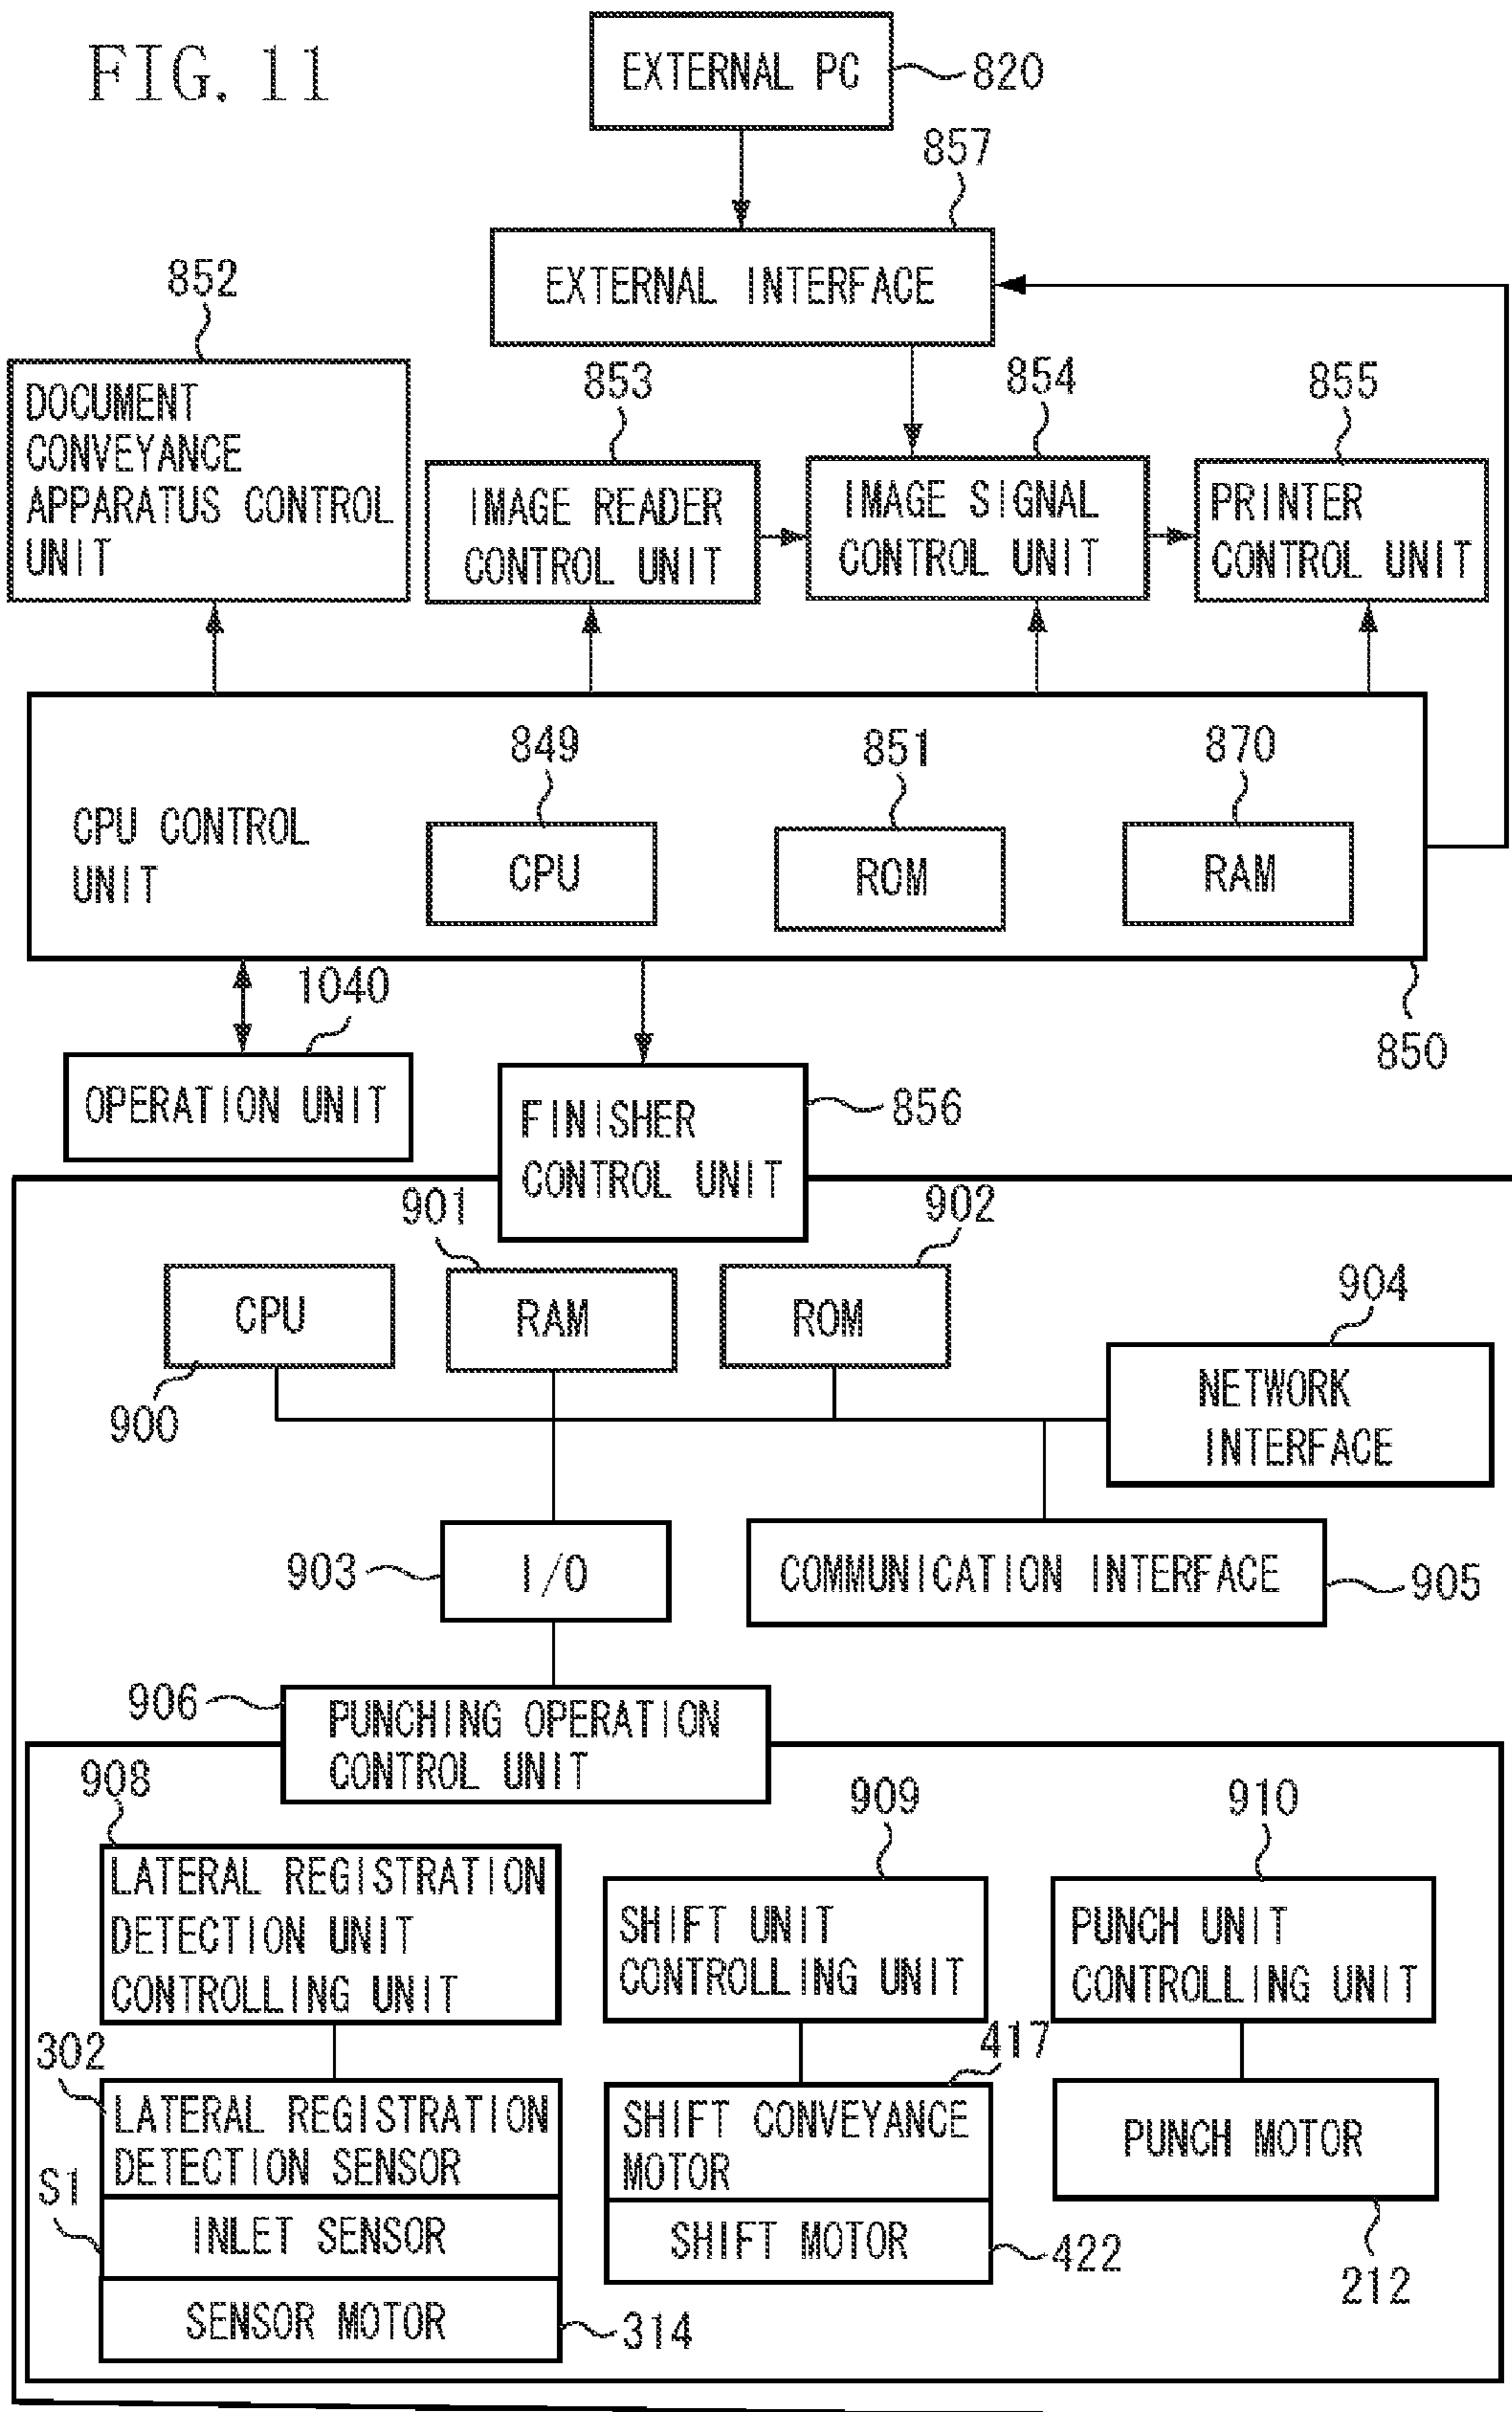 FIG. 11
EXTERNAL PC
820
857
EXTERNAL INTERFACE
852
DOCUMENT
CONVEYANCE
APPARATUS CONTROL
UNIT
853
IMAGE READER
CONTROL UNIT
854
IMAGE SIGNAL
CONTROL UNIT
855
PRINTER
CONTROL UNIT
CPU CONTROL
UNIT
849
CPU
851
ROM
870
RAM
850
1040
OPERATION UNIT
FINISHER
CONTROL UNIT
856
CPU
900
901
RAM
902
ROM
904
NETWORK
INTERFACE
903
I/O
COMMUNICATION INTERFACE
905
906
PUNCHING OPERATION
CONTROL UNIT
908
LATERAL REGISTRATION
DETECTION UNIT
CONTROLLING UNIT
909
SHIFT UNIT
CONTROLLING UNIT
910
PUNCH UNIT
CONTROLLING UNIT
302
LATERAL REGISTRATION
DETECTION SENSOR
S1
INLET SENSOR
SENSOR MOTOR
314
417
SHIFT CONVEYANCE
MOTOR
SHIFT MOTOR
422
PUNCH MOTOR
212